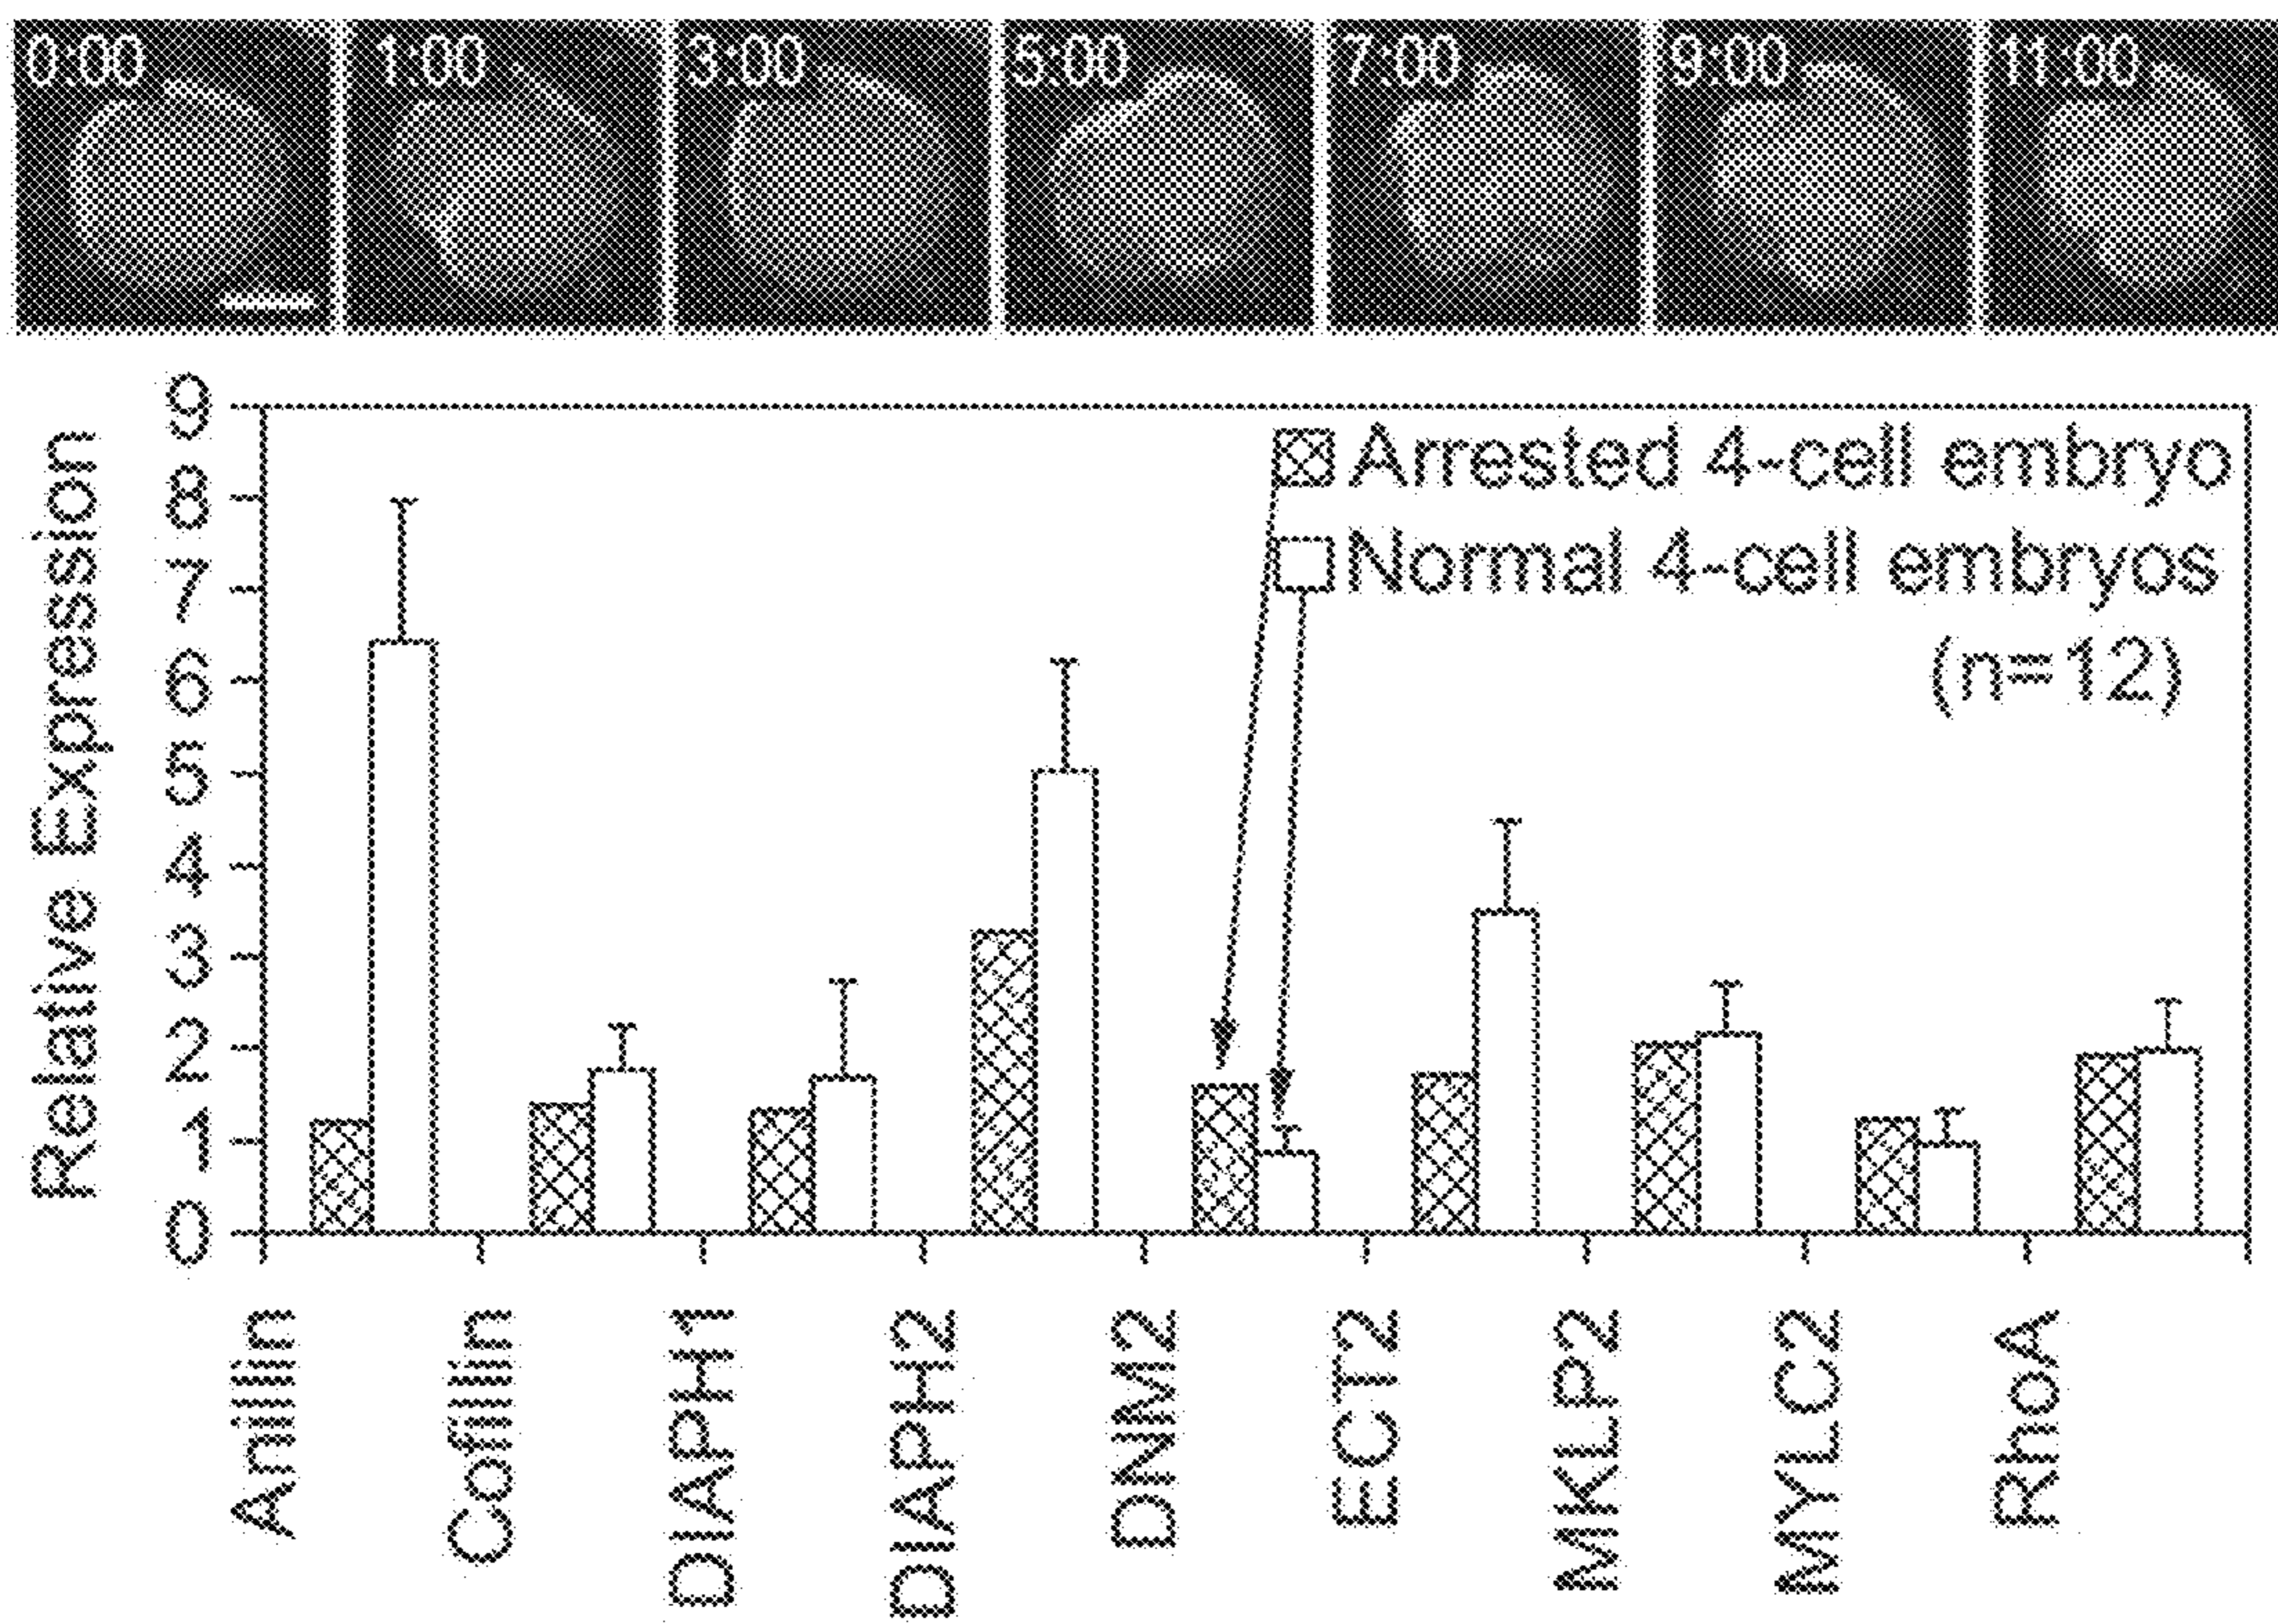 0:00 1:00 3:00 5:00 7:00 9:00 11:00
Relative Expression
9
8
7
6
5
4
3
2
1
0
Arrested 4-cell embryo
Normal 4-cell embryos
(n=12)
Anillin
Cofillin
DIAPH1
DIAPH2
DNM2
ECT2
MIKLP2
MYLC2
RhoA